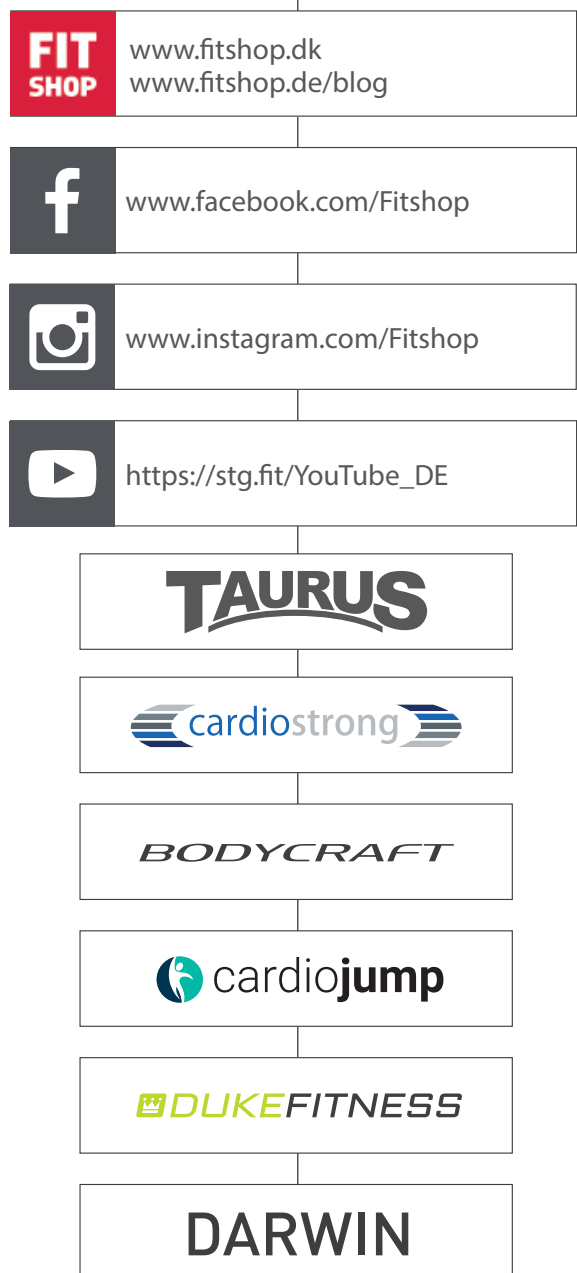 FIT
SHOP
www.fitshop.dk
www.fitshop.de/blog
www.facebook.com/Fitshop
www.instagram.com/Fitshop
https://stg.fit/YouTube_DE
TAURUS
cardiostrong
BODYCRAFT
cardiojump
DUKEFITNESS
DARWIN